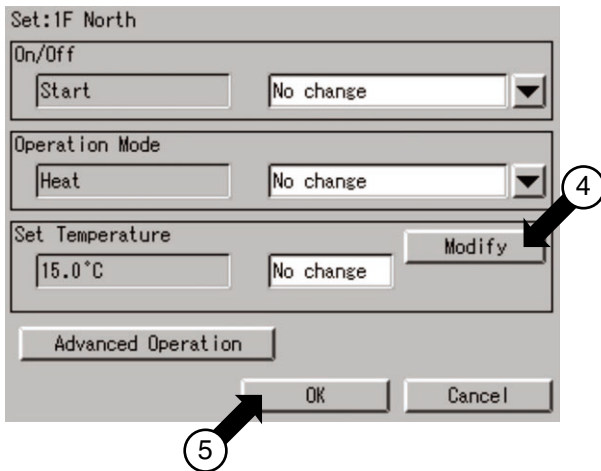 Set:1F North
On/Off
Start No change
Operation Mode
Heat No change
4
Set Temperature
Modify
15.0°C No change
Advanced Operation
OK Cancel
5